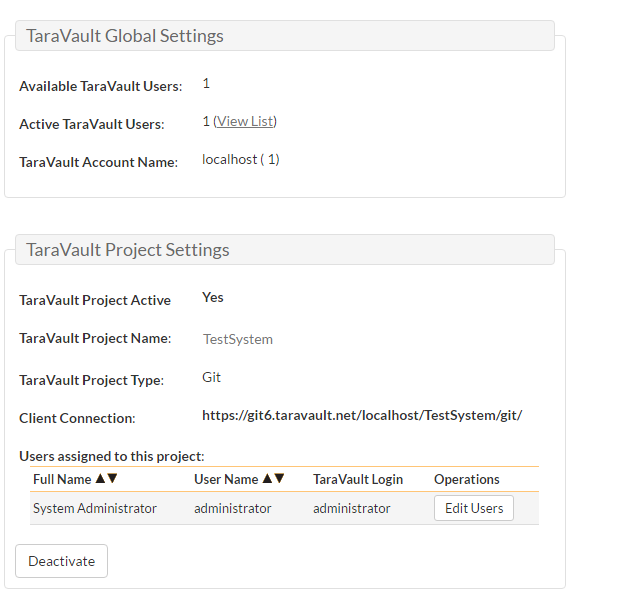 TaraVault Global Settings
Available TaraVault Users: 1
Active TaraVault Users: 1 (View List)
TaraVault Account Name: localhost ( 1)
TaraVault Project Settings
TaraVault Project Active Yes
TaraVault Project Name: TestSystem
TaraVault Project Type: Git
Client Connection: https://git6.taravault.net/localhost/TestSystem/git/
Users assigned to this project:
Full Name ▲▼ User Name ▲▼ TaraVault Login Operations
System Administrator administrator administrator Edit Users
Deactivate